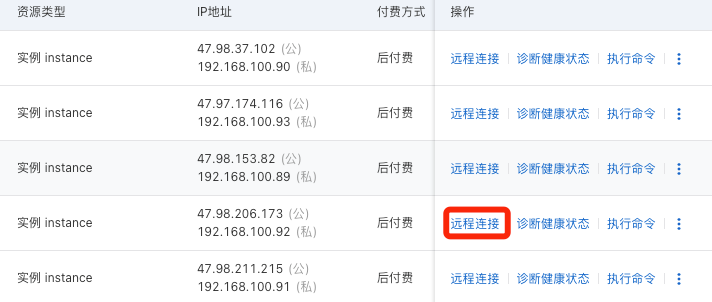 资源类型 IP地址 付费方式 操作
实例 instance 47.98.37.102 (公) 后付费 远程连接 诊断健康状态 执行命令
192.168.100.90 (私)
实例 instance 47.97.174.116 (公) 后付费 远程连接 诊断健康状态 执行命令
192.168.100.93 (私)
实例 instance 47.98.153.82 (公) 后付费 远程连接 诊断健康状态 执行命令
192.168.100.89 (私)
实例 instance 47.98.206.173 (公) 后付费 远程连接 诊断健康状态 执行命令
192.168.100.92 (私)
实例 instance 47.98.211.215 (公) 后付费 远程连接 诊断健康状态 执行命令
192.168.100.91 (私)